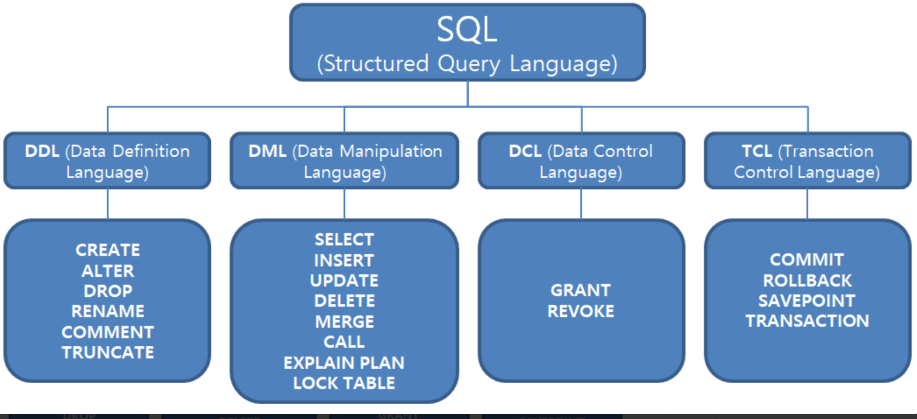 SQL
(Structured Query Language)
DDL (Data Definition
Language)
DML (Data Manipulation
Language)
DCL (Data Control
Language)
TCL (Transaction
Control Language)
CREATE
ALTER
DROP
RENAME
COMMENT
TRUNCATE
SELECT
INSERT
UPDATE
DELETE
MERGE
CALL
EXPLAIN PLAN
LOCK TABLE
GRANT
REVOKE
COMMIT
ROLLBACK
SAVEPOINT
TRANSACTION
DROP
GRANT